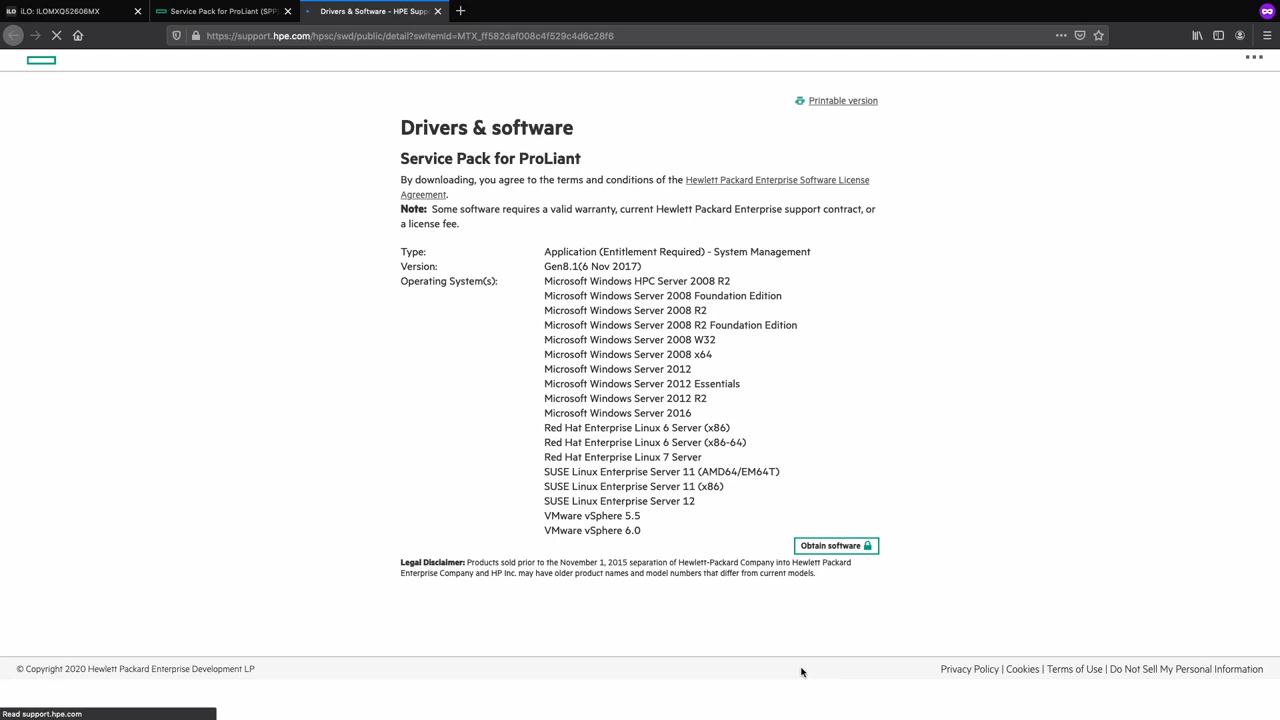 iLO: ILOMXQ52606MX
Service Pack for ProLiant (SPP)
Drivers & Software - HPE Supp
https://support.hpe.com/hpsc/swd/public/detail?swItemId=MTX_ff582daf008c4f529c4d6c28f6
Printable version
Drivers & software
Service Pack for ProLiant
By downloading, you agree to the terms and conditions of the Hewlett Packard Enterprise Software License
Agreement.
Note: Some software requires a valid warranty, current Hewlett Packard Enterprise support contract, or
a license fee.
Type: Application (Entitlement Required) - System Management
Version: Gen8.1(6 Nov 2017)
Operating System(s): Microsoft Windows HPC Server 2008 R2
Microsoft Windows Server 2008 Foundation Edition
Microsoft Windows Server 2008 R2
Microsoft Windows Server 2008 R2 Foundation Edition
Microsoft Windows Server 2008 W32
Microsoft Windows Server 2008 x64
Microsoft Windows Server 2012
Microsoft Windows Server 2012 Essentials
Microsoft Windows Server 2012 R2
Microsoft Windows Server 2016
Red Hat Enterprise Linux 6 Server (x86)
Red Hat Enterprise Linux 6 Server (x86-64)
Red Hat Enterprise Linux 7 Server
SUSE Linux Enterprise Server 11 (AMD64/EM64T)
SUSE Linux Enterprise Server 11 (x86)
SUSE Linux Enterprise Server 12
VMware vSphere 5.5
VMware vSphere 6.0
Obtain software
Legal Disclaimer: Products sold prior to the November 1, 2015 separation of Hewlett-Packard Company into Hewlett Packard
Enterprise Company and HP Inc. may have older product names and model numbers that differ from current models.
© Copyright 2020 Hewlett Packard Enterprise Development LP
Privacy Policy | Cookies | Terms of Use | Do Not Sell My Personal Information
Read support.hpe.com